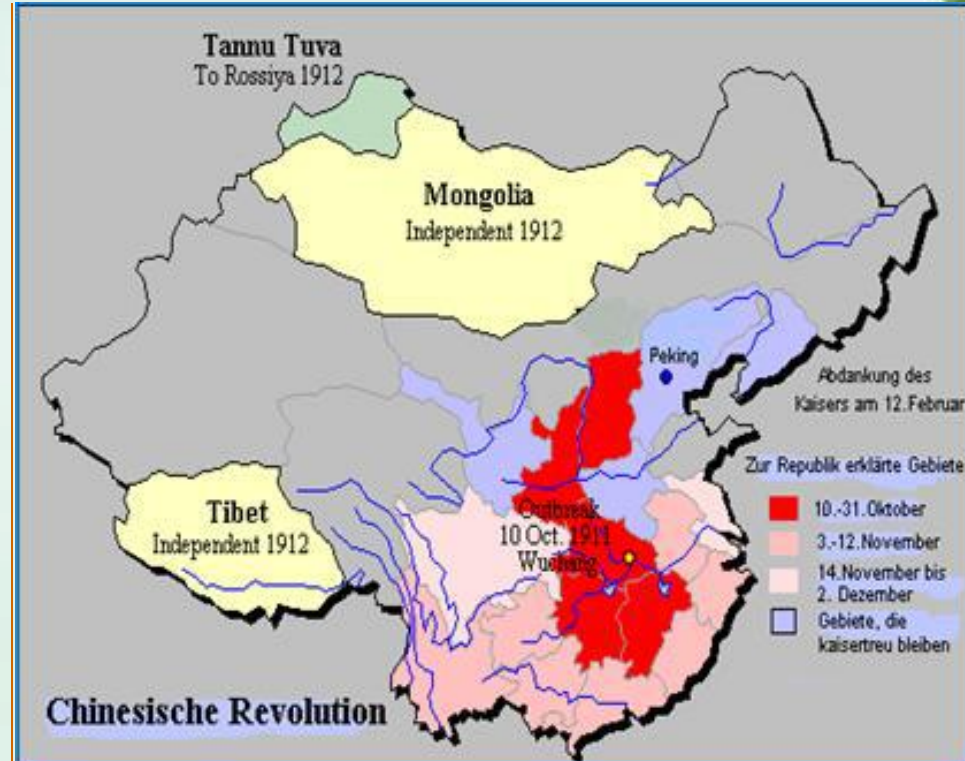 Tannu Tuva
To Rossiya 1912
Mongolia
Independent 1912
Peking
Abdankung des
Kaisers am 12.Februar
Zur Republik erklärte Gebiete
10.-31.Oktober
3.-12.November
14.November bis
2. Dezember
Gebiete, die
kaisertreu bleiben
Tibet
Independent 1912
Outbreak
10 Oct. 1911
Wuchang
Chinesische Revolution